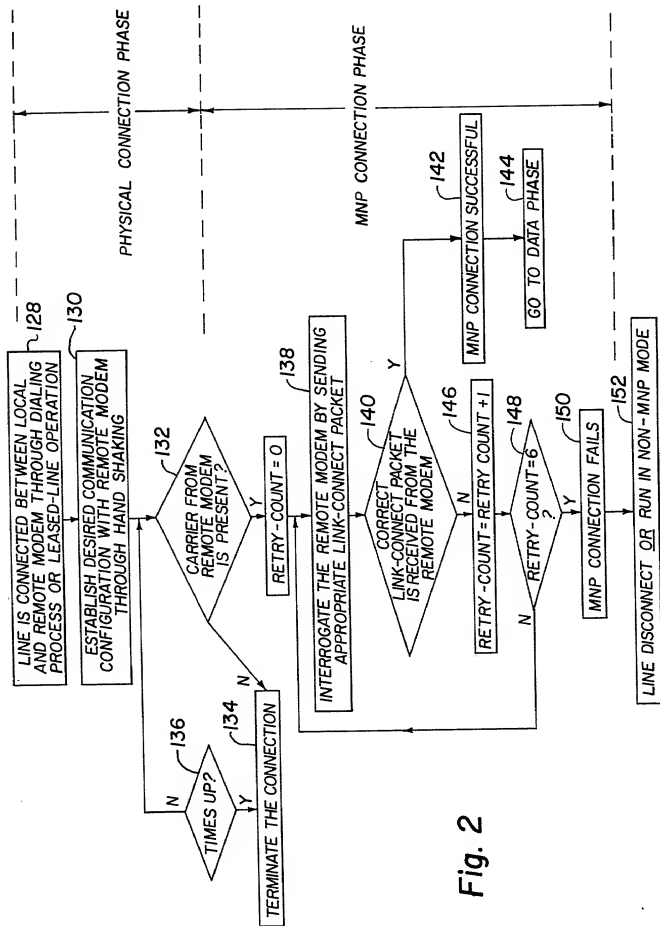 LINE IS CONNECTED BETWEEN LOCAL
AND REMOTE MODEM THROUGH DIALING
PROCESS OR LEASED-LINE OPERATION
128
ESTABLISH DESIRED COMMUNICATION
CONFIGURATION WITH REMOTE MODEM
THROUGH HAND SHAKING
130
PHYSICAL CONNECTION PHASE
CARRIER FROM
REMOTE MODEM
IS PRESENT?
132
N
Y
TIMES UP?
136
N
Y
TERMINATE THE CONNECTION
134
RETRY-COUNT = 0
INTERROGATE THE REMOTE MODEM BY SENDING
APPROPRIATE LINK-CONNECT PACKET
138
MNP CONNECTION PHASE
CORRECT
LINK-CONNECT PACKET
IS RECEIVED FROM THE
REMOTE MODEM
140
Y
N
MNP CONNECTION SUCCESSFUL
142
GO TO DATA PHASE
144
RETRY-COUNT=RETRY COUNT +1
146
RETRY-COUNT=6
?
148
N
Y
MNP CONNECTION FAILS
150
LINE DISCONNECT OR RUN IN NON-MNP MODE
152
Fig. 2